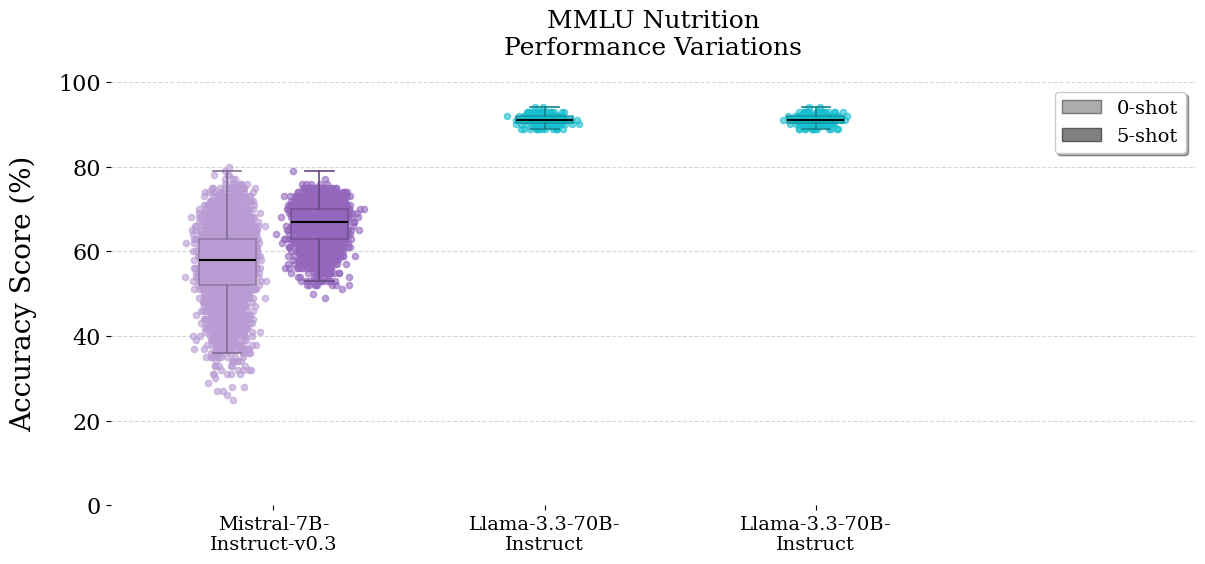 MMLU Nutrition
Performance Variations
Accuracy Score (%)
100
80
60
40
20
0
0-shot
5-shot
Mistral-7B-
Instruct-v0.3
Llama-3.3-70B-
Instruct
Llama-3.3-70B-
Instruct